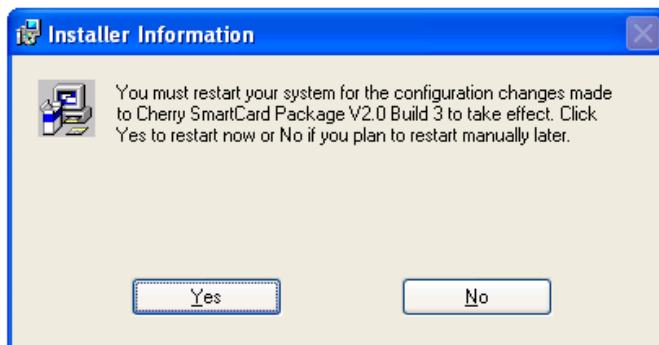 Installer Information
You must restart your system for the configuration changes made
to Cherry SmartCard Package V2.0 Build 3 to take effect. Click
Yes to restart now or No if you plan to restart manually later.
Yes No